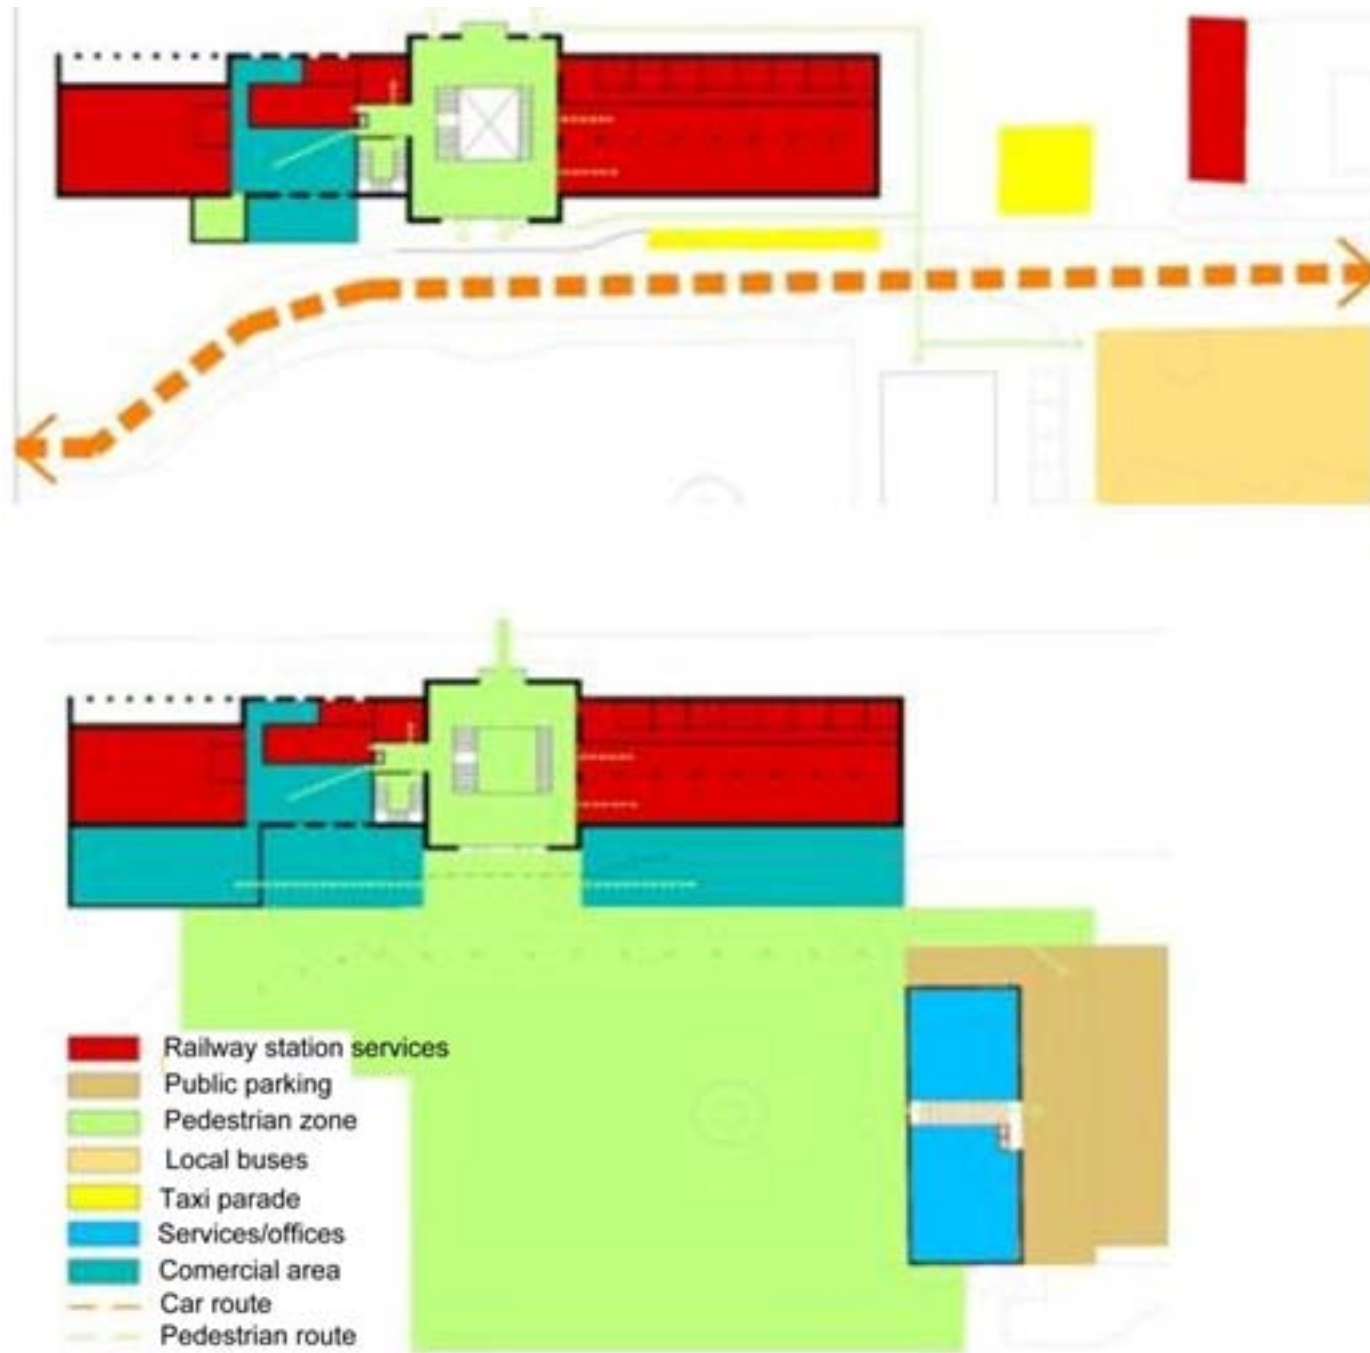 Railway station services
Public parking
Pedestrian zone
Local buses
Taxi parade
Services/offices
Comercial area
Car route
Pedestrian route